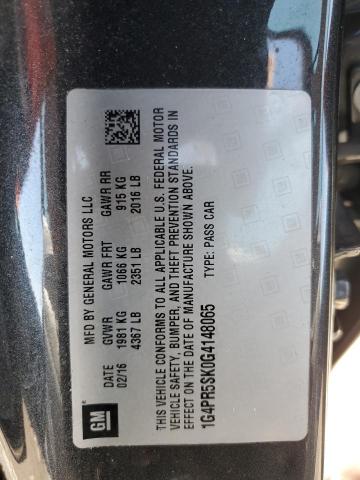 GM
MFD BY GENERAL MOTORS LLC
DATE GVWR GAWR FRT GAWR RR
02/16 1981 KG 1066 KG 915 KG
4367 LB 2351 LB 2016 LB
THIS VEHICLE CONFORMS TO ALL APPLICABLE U.S. FEDERAL MOTOR
VEHICLE SAFETY, BUMPER, AND THEFT PREVENTION STANDARDS IN
EFFECT ON THE DATE OF MANUFACTURE SHOWN ABOVE.
1G4PR5SK0G4148065 TYPE: PASS CAR